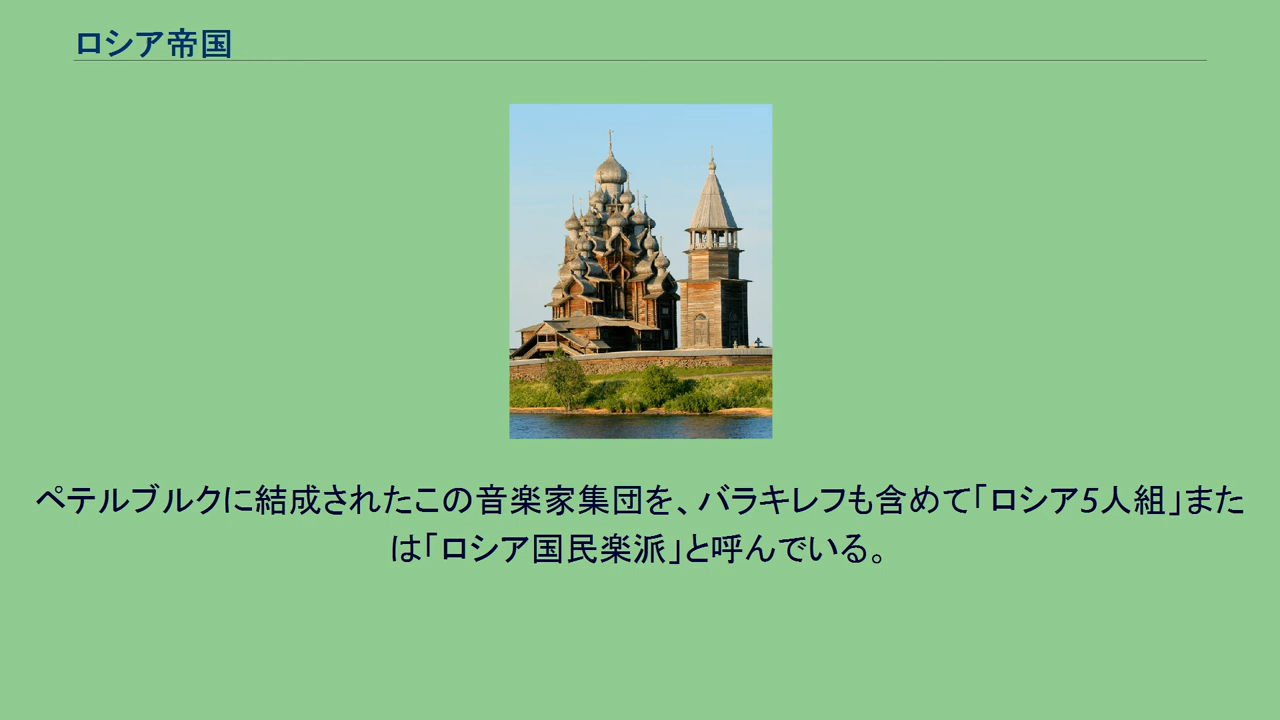 ロシア帝国
ペテルブルクに結成されたこの音楽家集団を、バラキレフも含めて「ロシア5人組」また
は「ロシア国民楽派」と呼んでいる。